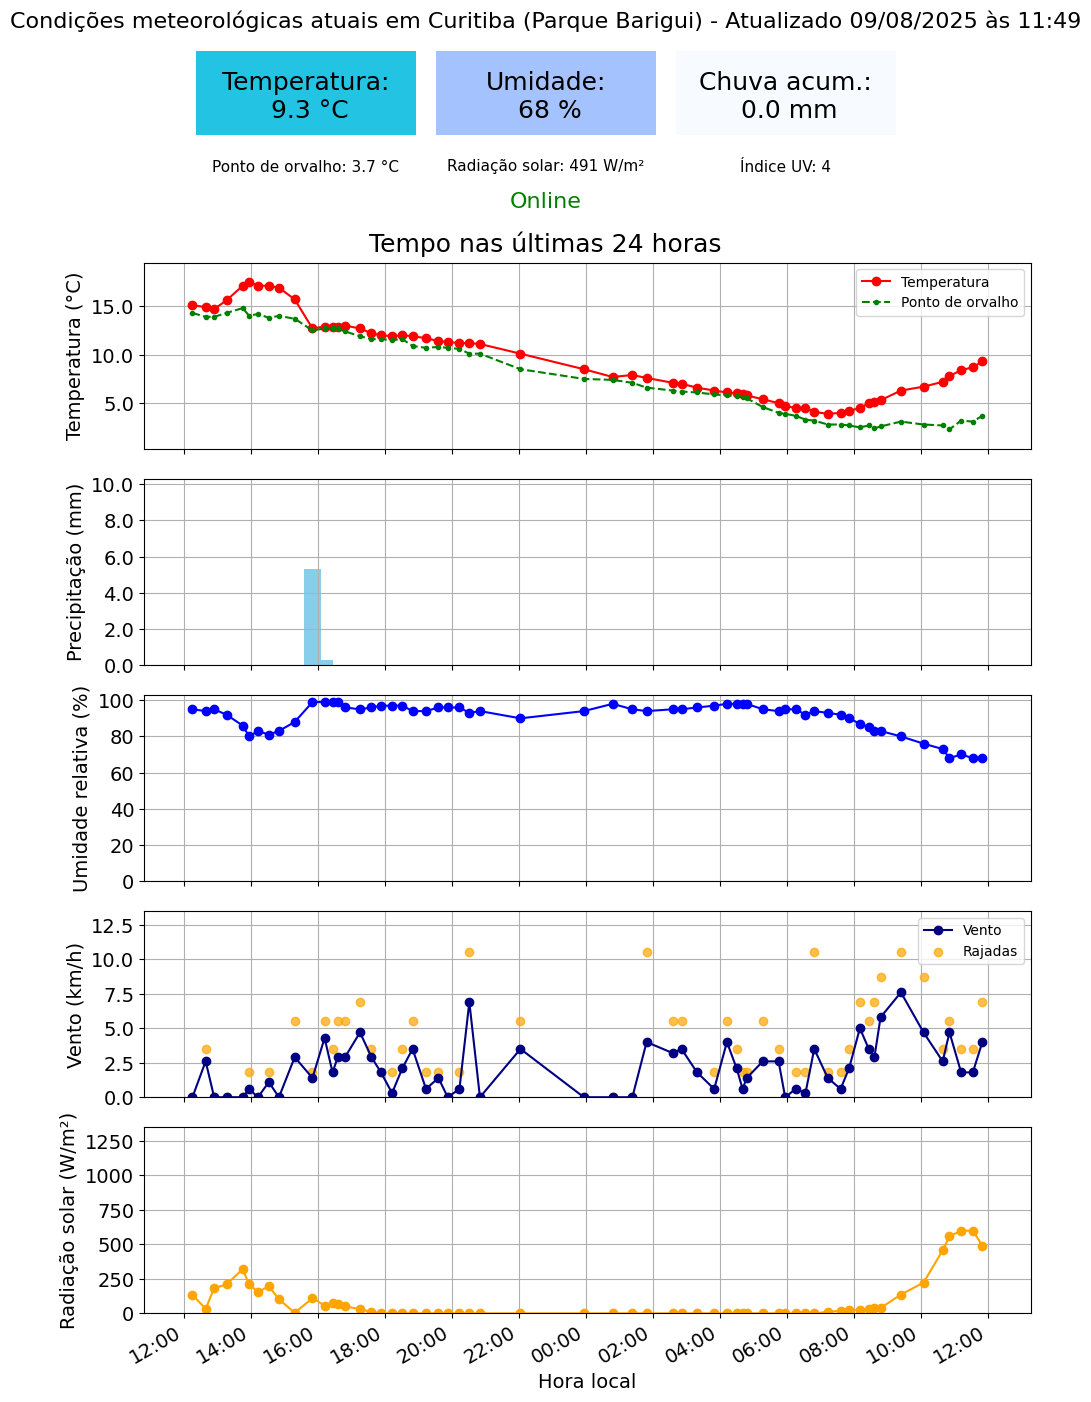 Condições meteorológicas atuais em Curitiba (Parque Barigui) - Atualizado 09/08/2025 às 11:49
Temperatura:
9.3 °C
Umidade:
68 %
Chuva acum.:
0.0 mm
Ponto de orvalho: 3.7 °C
Radiação solar: 491 W/m²
Índice UV: 4
Online
Tempo nas últimas 24 horas
Temperatura (°C)
15.0
10.0
5.0
Temperatura
Ponto de orvalho
Precipitação (mm)
10.0
8.0
6.0
4.0
2.0
0.0
Umidade relativa (%)
100
80
60
40
20
0
Vento (km/h)
12.5
10.0
7.5
5.0
2.5
0.0
Vento
Rajadas
Radiação solar (W/m²)
1250
1000
750
500
250
0
12:00
14:00
16:00
18:00
20:00
22:00
00:00
02:00
04:00
06:00
08:00
10:00
12:00
Hora local